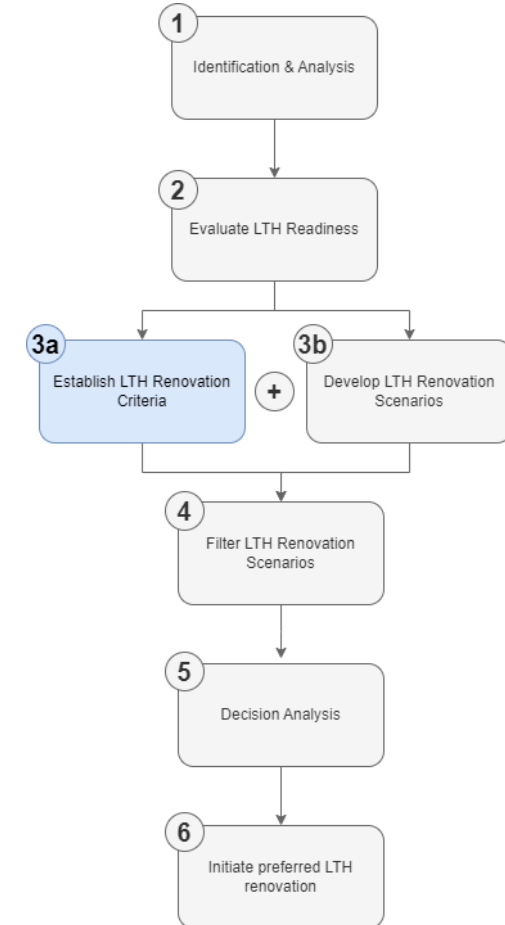 1
Identification & Analysis
2
Evaluate LTH Readiness
3a
Establish LTH Renovation
Criteria
+
3b
Develop LTH Renovation
Scenarios
4
Filter LTH Renovation
Scenarios
5
Decision Analysis
6
Initiate preferred LTH
renovation